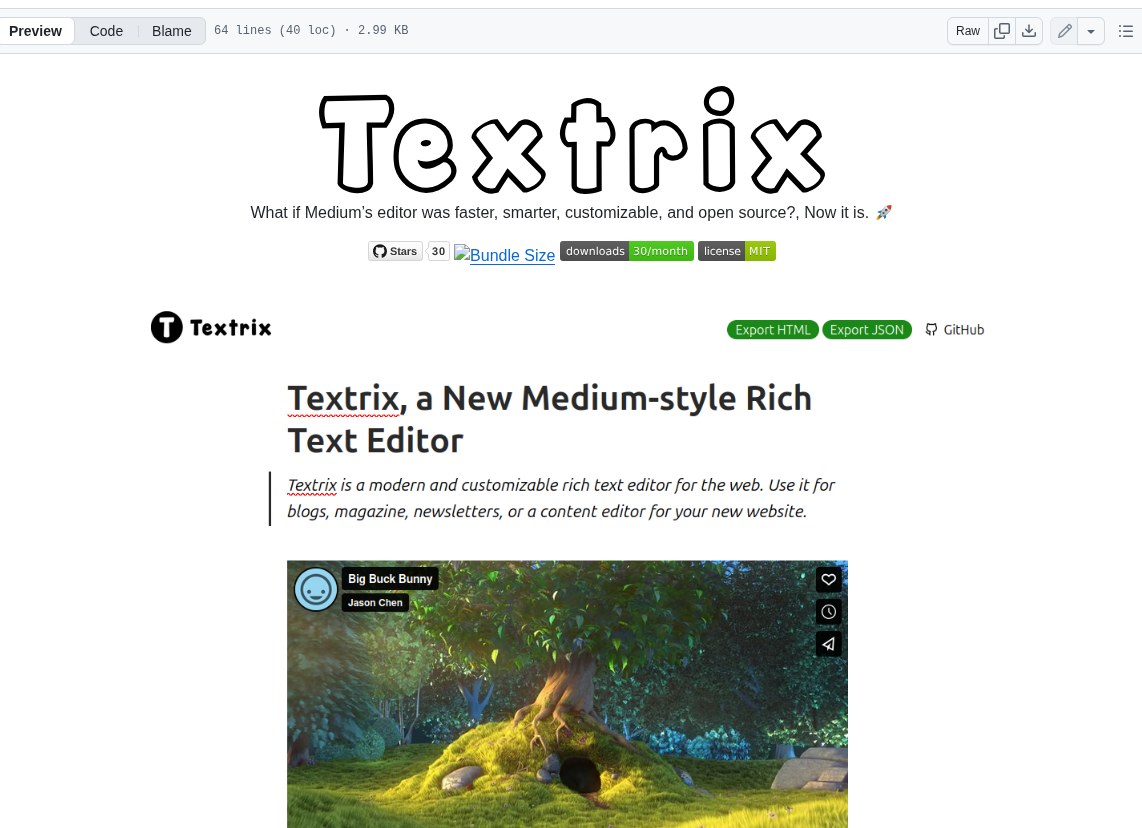 Preview Code Blame 64 lines (40 loc) · 2.99 KB Raw
Textrix
What if Medium’s editor was faster, smarter, customizable, and open source?, Now it is. 🚀
Stars 30 Bundle Size downloads 30/month license MIT
T Textrix Export HTML Export JSON GitHub
Textrix, a New Medium-style Rich
Text Editor
Textrix is a modern and customizable rich text editor for the web. Use it for
blogs, magazine, newsletters, or a content editor for your new website.
Big Buck Bunny
Jason Chen